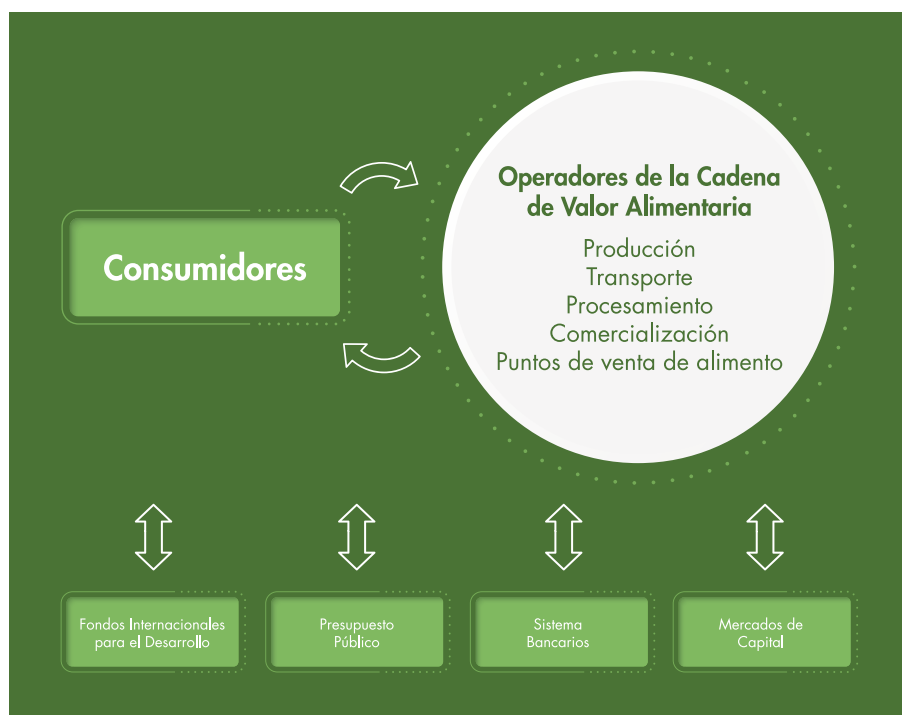 Operadores de la Cadena
de Valor Alimentaria
Producción
Transporte
Procesamiento
Comercialización
Puntos de venta de alimento
Consumidores
Fondos Internacionales
para el Desarrollo
Presupuesto
Público
Sistema
Bancarios
Mercados de
Capital